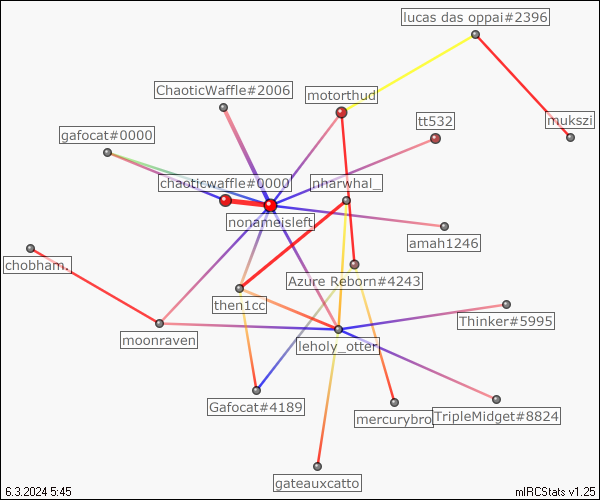 lucas das oppai#2396
ChaoticWaffle#2006
motorthud
tt532
mukszi
gafocat#0000
chaoticwaffle#0000
nharwhal_
nonameisleft
amah1246
chobham.
Azure Reborn#4243
then1cc
Thinker#5995
moonraven
leholy_otter
Gafocat#4189
mercurybro
TripleMidget#8824
gateauxcatto
6.3.2024 5:45
mIRCStats v1.25